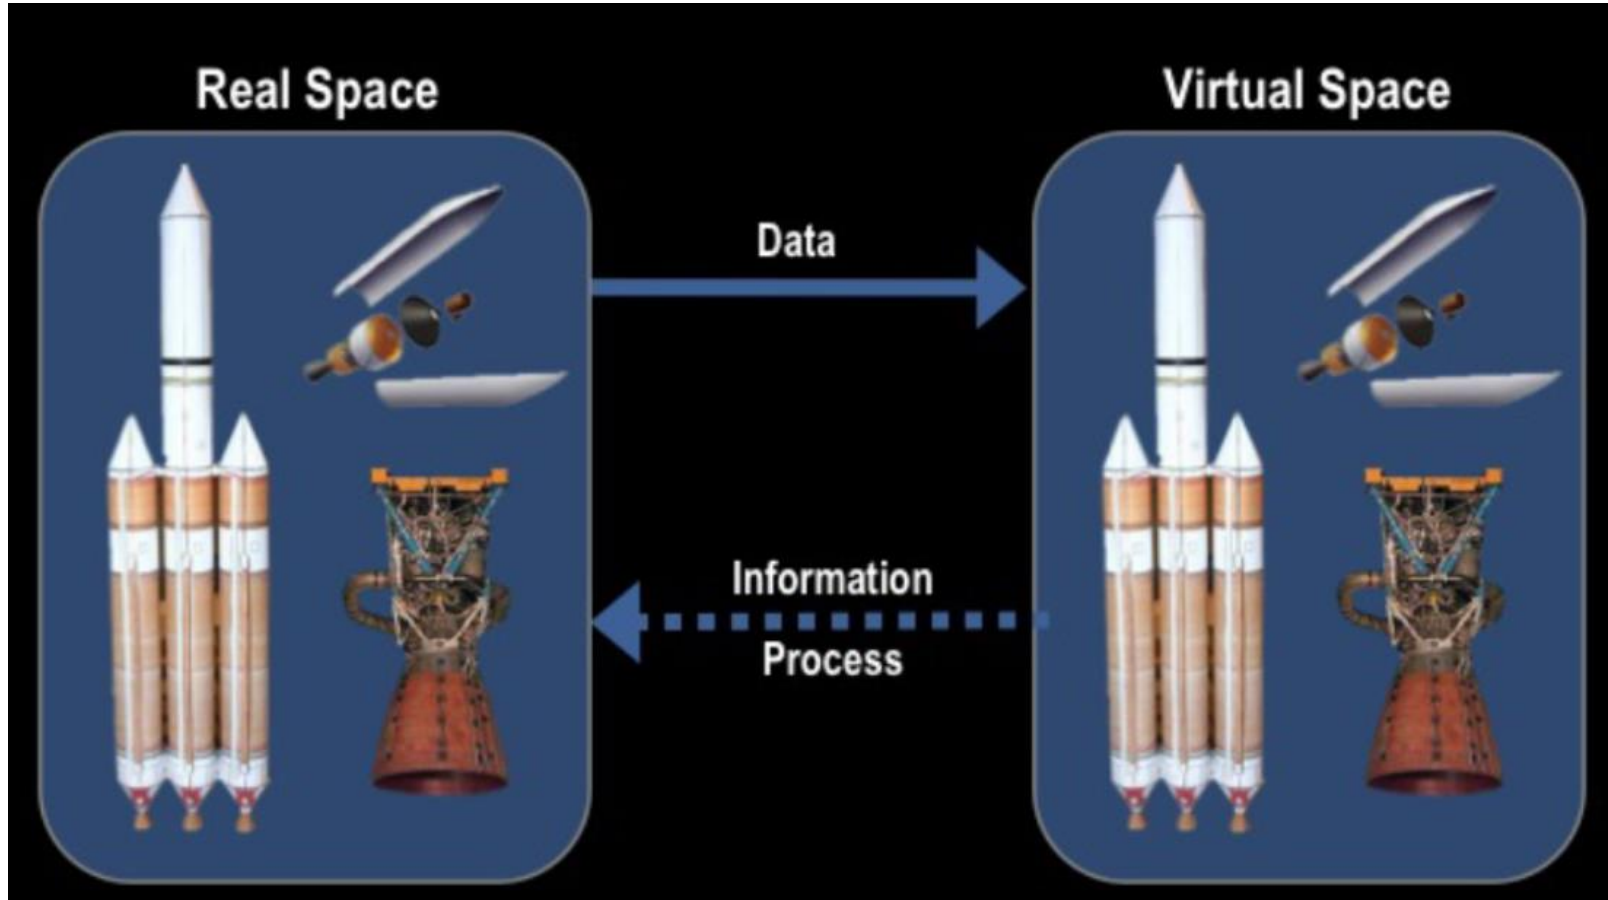 Real Space
Virtual Space
Data
Information
Process